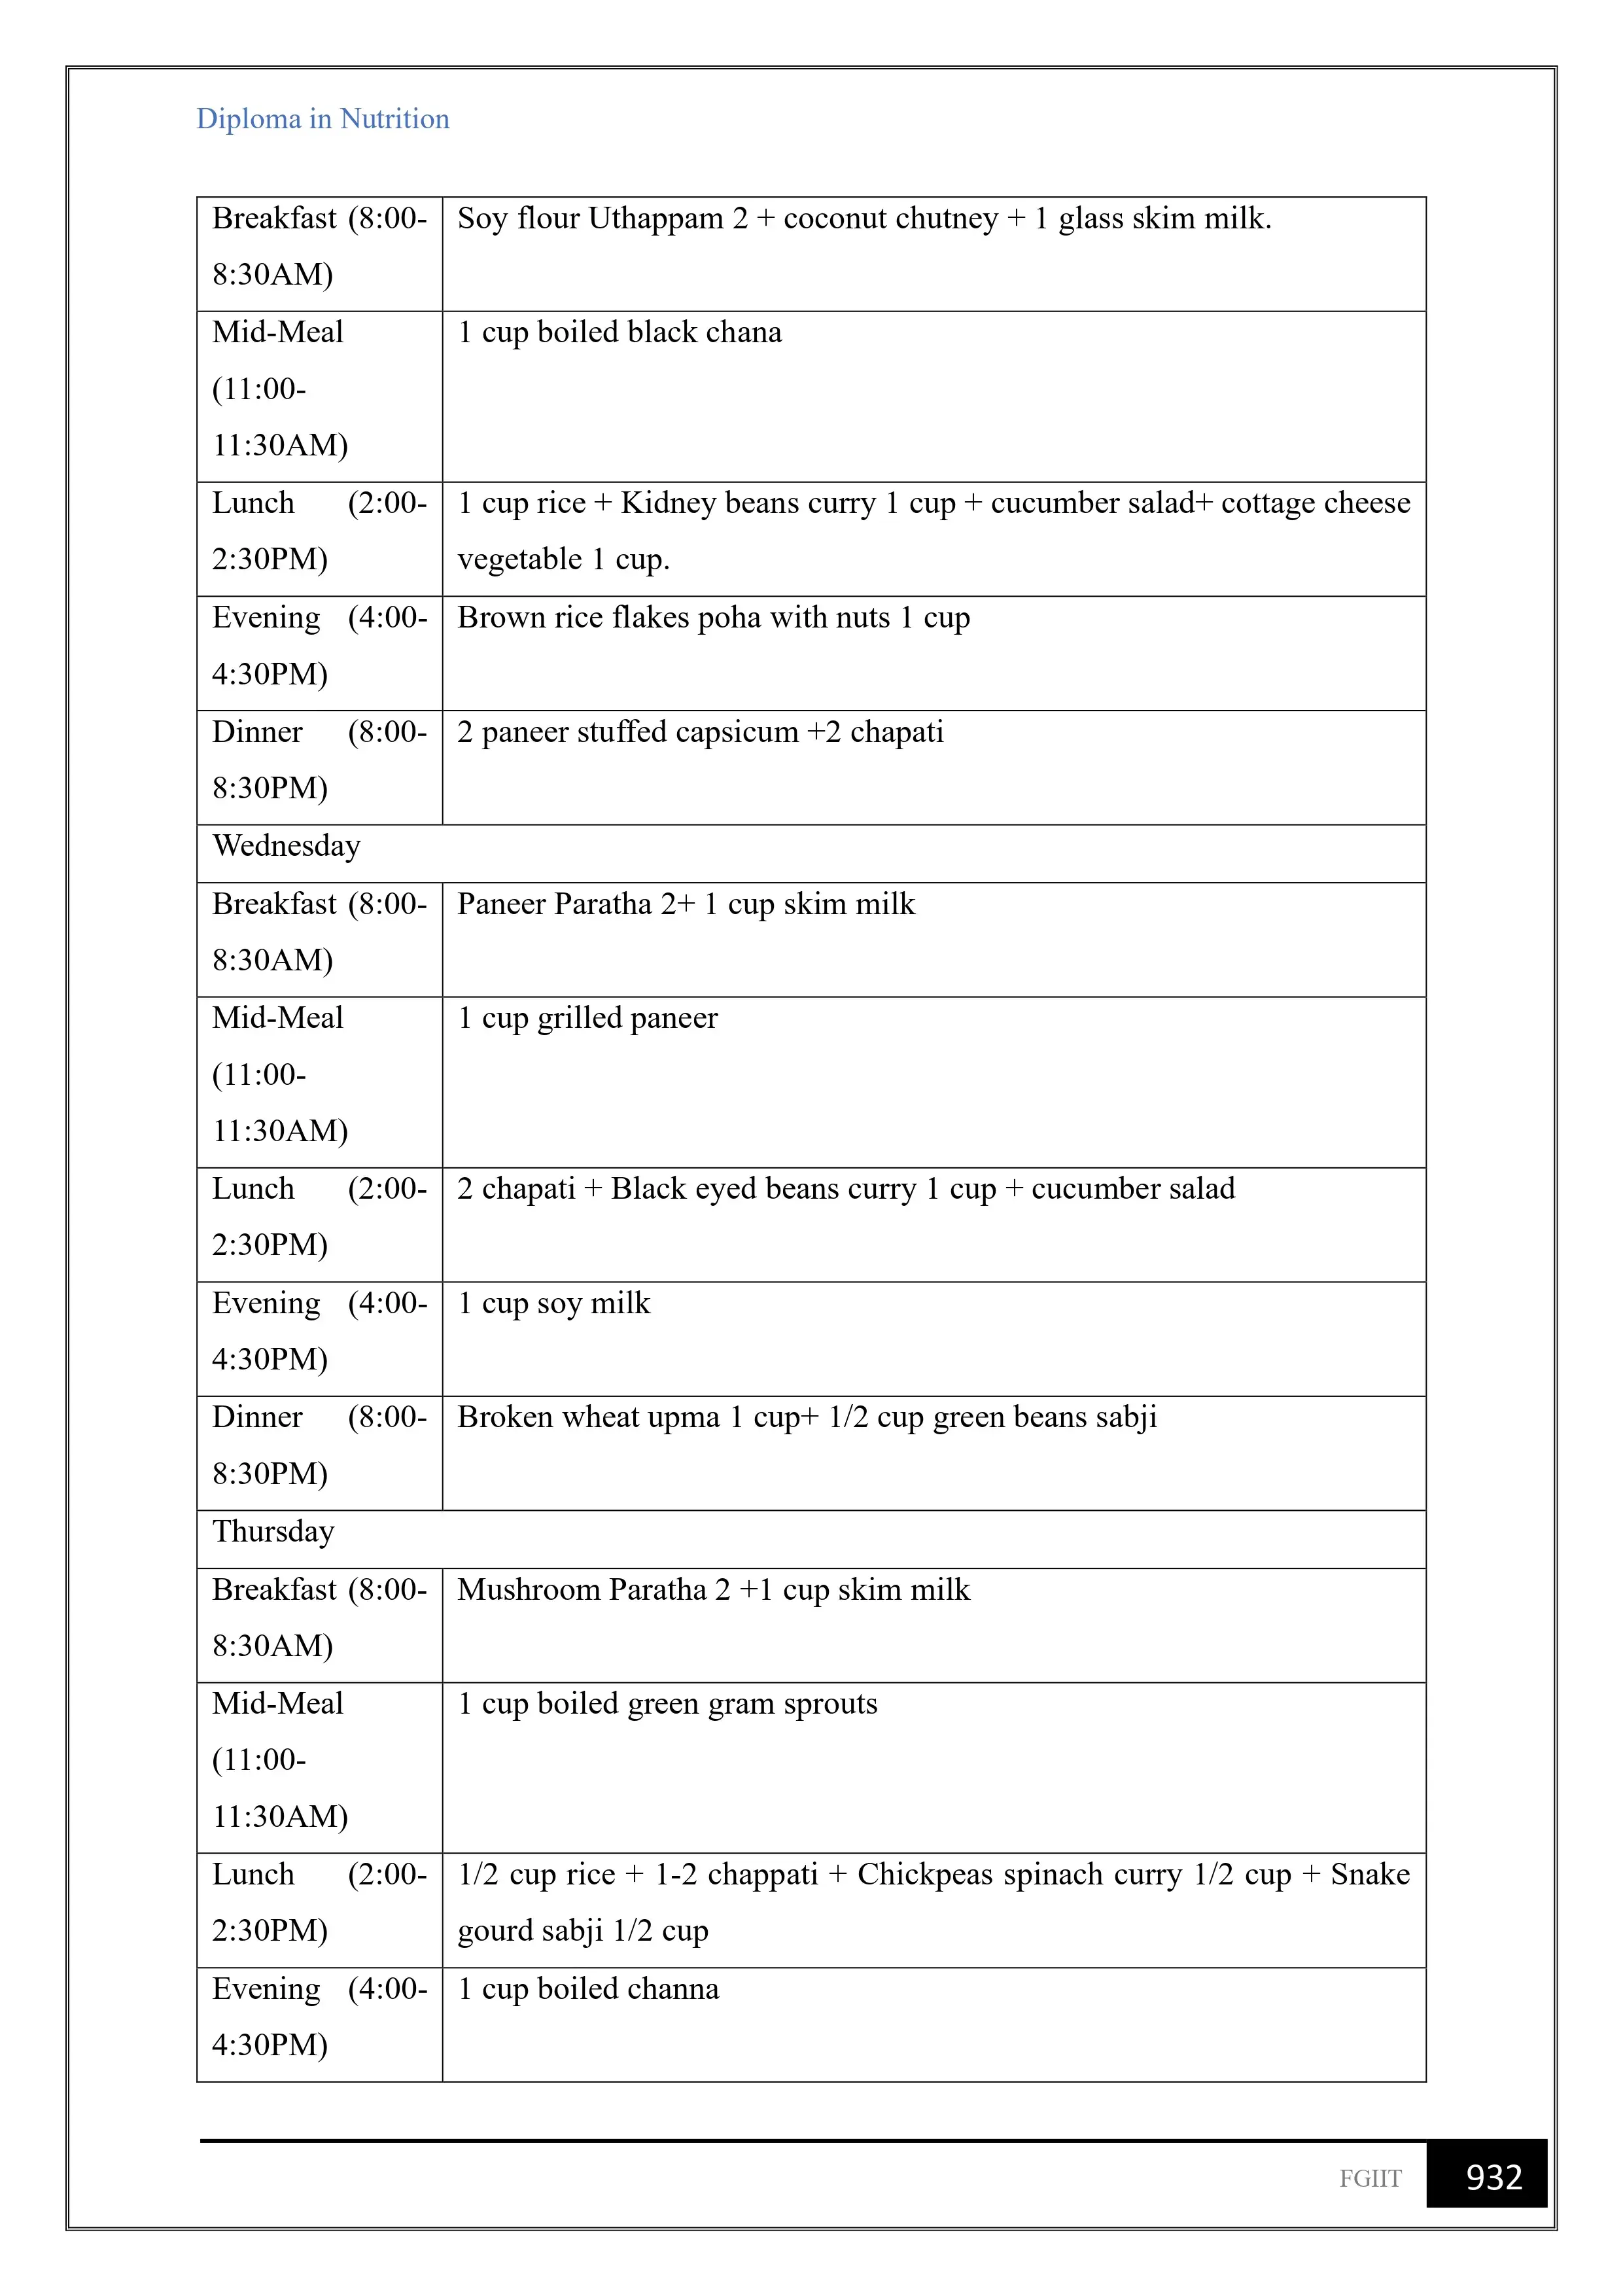 Diploma in Nutrition
Breakfast (8:00-
8:30AM)
Soy flour Uthappam 2 + coconut chutney + 1 glass skim milk.
Mid-Meal
(11:00-
11:30AM)
1 cup boiled black chana
Lunch (2:00-
2:30PM)
1 cup rice + Kidney beans curry 1 cup + cucumber salad+ cottage cheese
vegetable 1 cup.
Evening (4:00-
4:30PM)
Brown rice flakes poha with nuts 1 cup
Dinner (8:00-
8:30PM)
2 paneer stuffed capsicum +2 chapati
Wednesday
Breakfast (8:00-
8:30AM)
Paneer Paratha 2+ 1 cup skim milk
Mid-Meal
(11:00-
11:30AM)
1 cup grilled paneer
Lunch (2:00-
2:30PM)
2 chapati + Black eyed beans curry 1 cup + cucumber salad
Evening (4:00-
4:30PM)
1 cup soy milk
Dinner (8:00-
8:30PM)
Broken wheat upma 1 cup+ 1/2 cup green beans sabji
Thursday
Breakfast (8:00-
8:30AM)
Mushroom Paratha 2 +1 cup skim milk
Mid-Meal
(11:00-
11:30AM)
1 cup boiled green gram sprouts
Lunch (2:00-
2:30PM)
1/2 cup rice + 1-2 chappati + Chickpeas spinach curry 1/2 cup + Snake
gourd sabji 1/2 cup
Evening (4:00-
4:30PM)
1 cup boiled channa
FGIIT 932